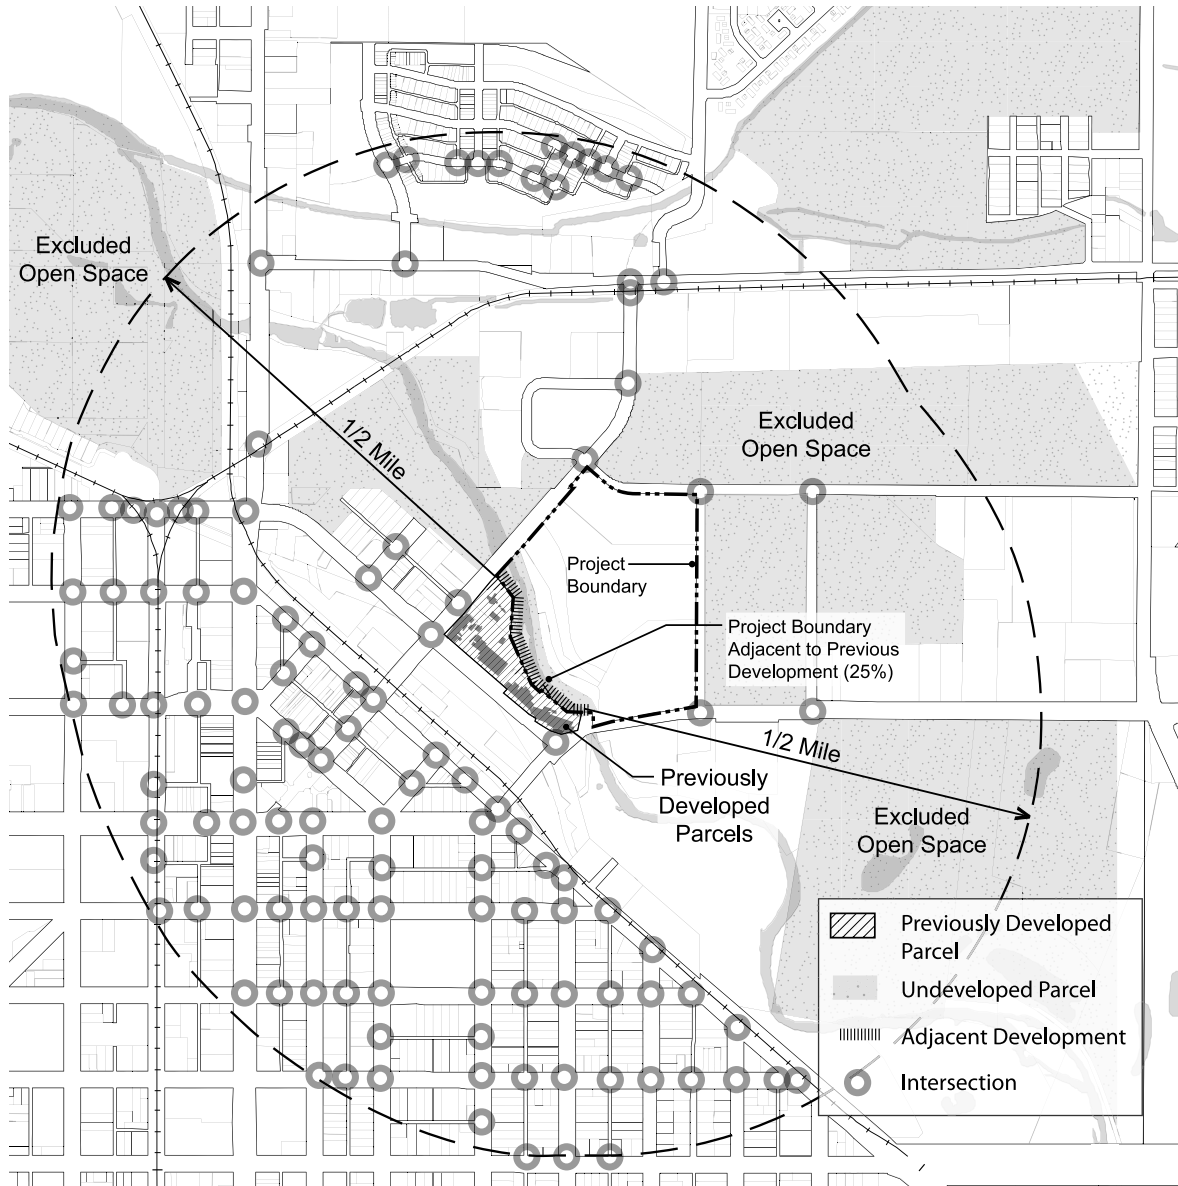 Excluded
Open Space
1/2 Mile
Excluded
Open Space
Project
Boundary
Project Boundary
Adjacent to Previous
Development (25%)
1/2 Mile
Previously
Developed
Parcels
Excluded
Open Space
Previously Developed
Parcel
Undeveloped Parcel
Adjacent Development
Intersection